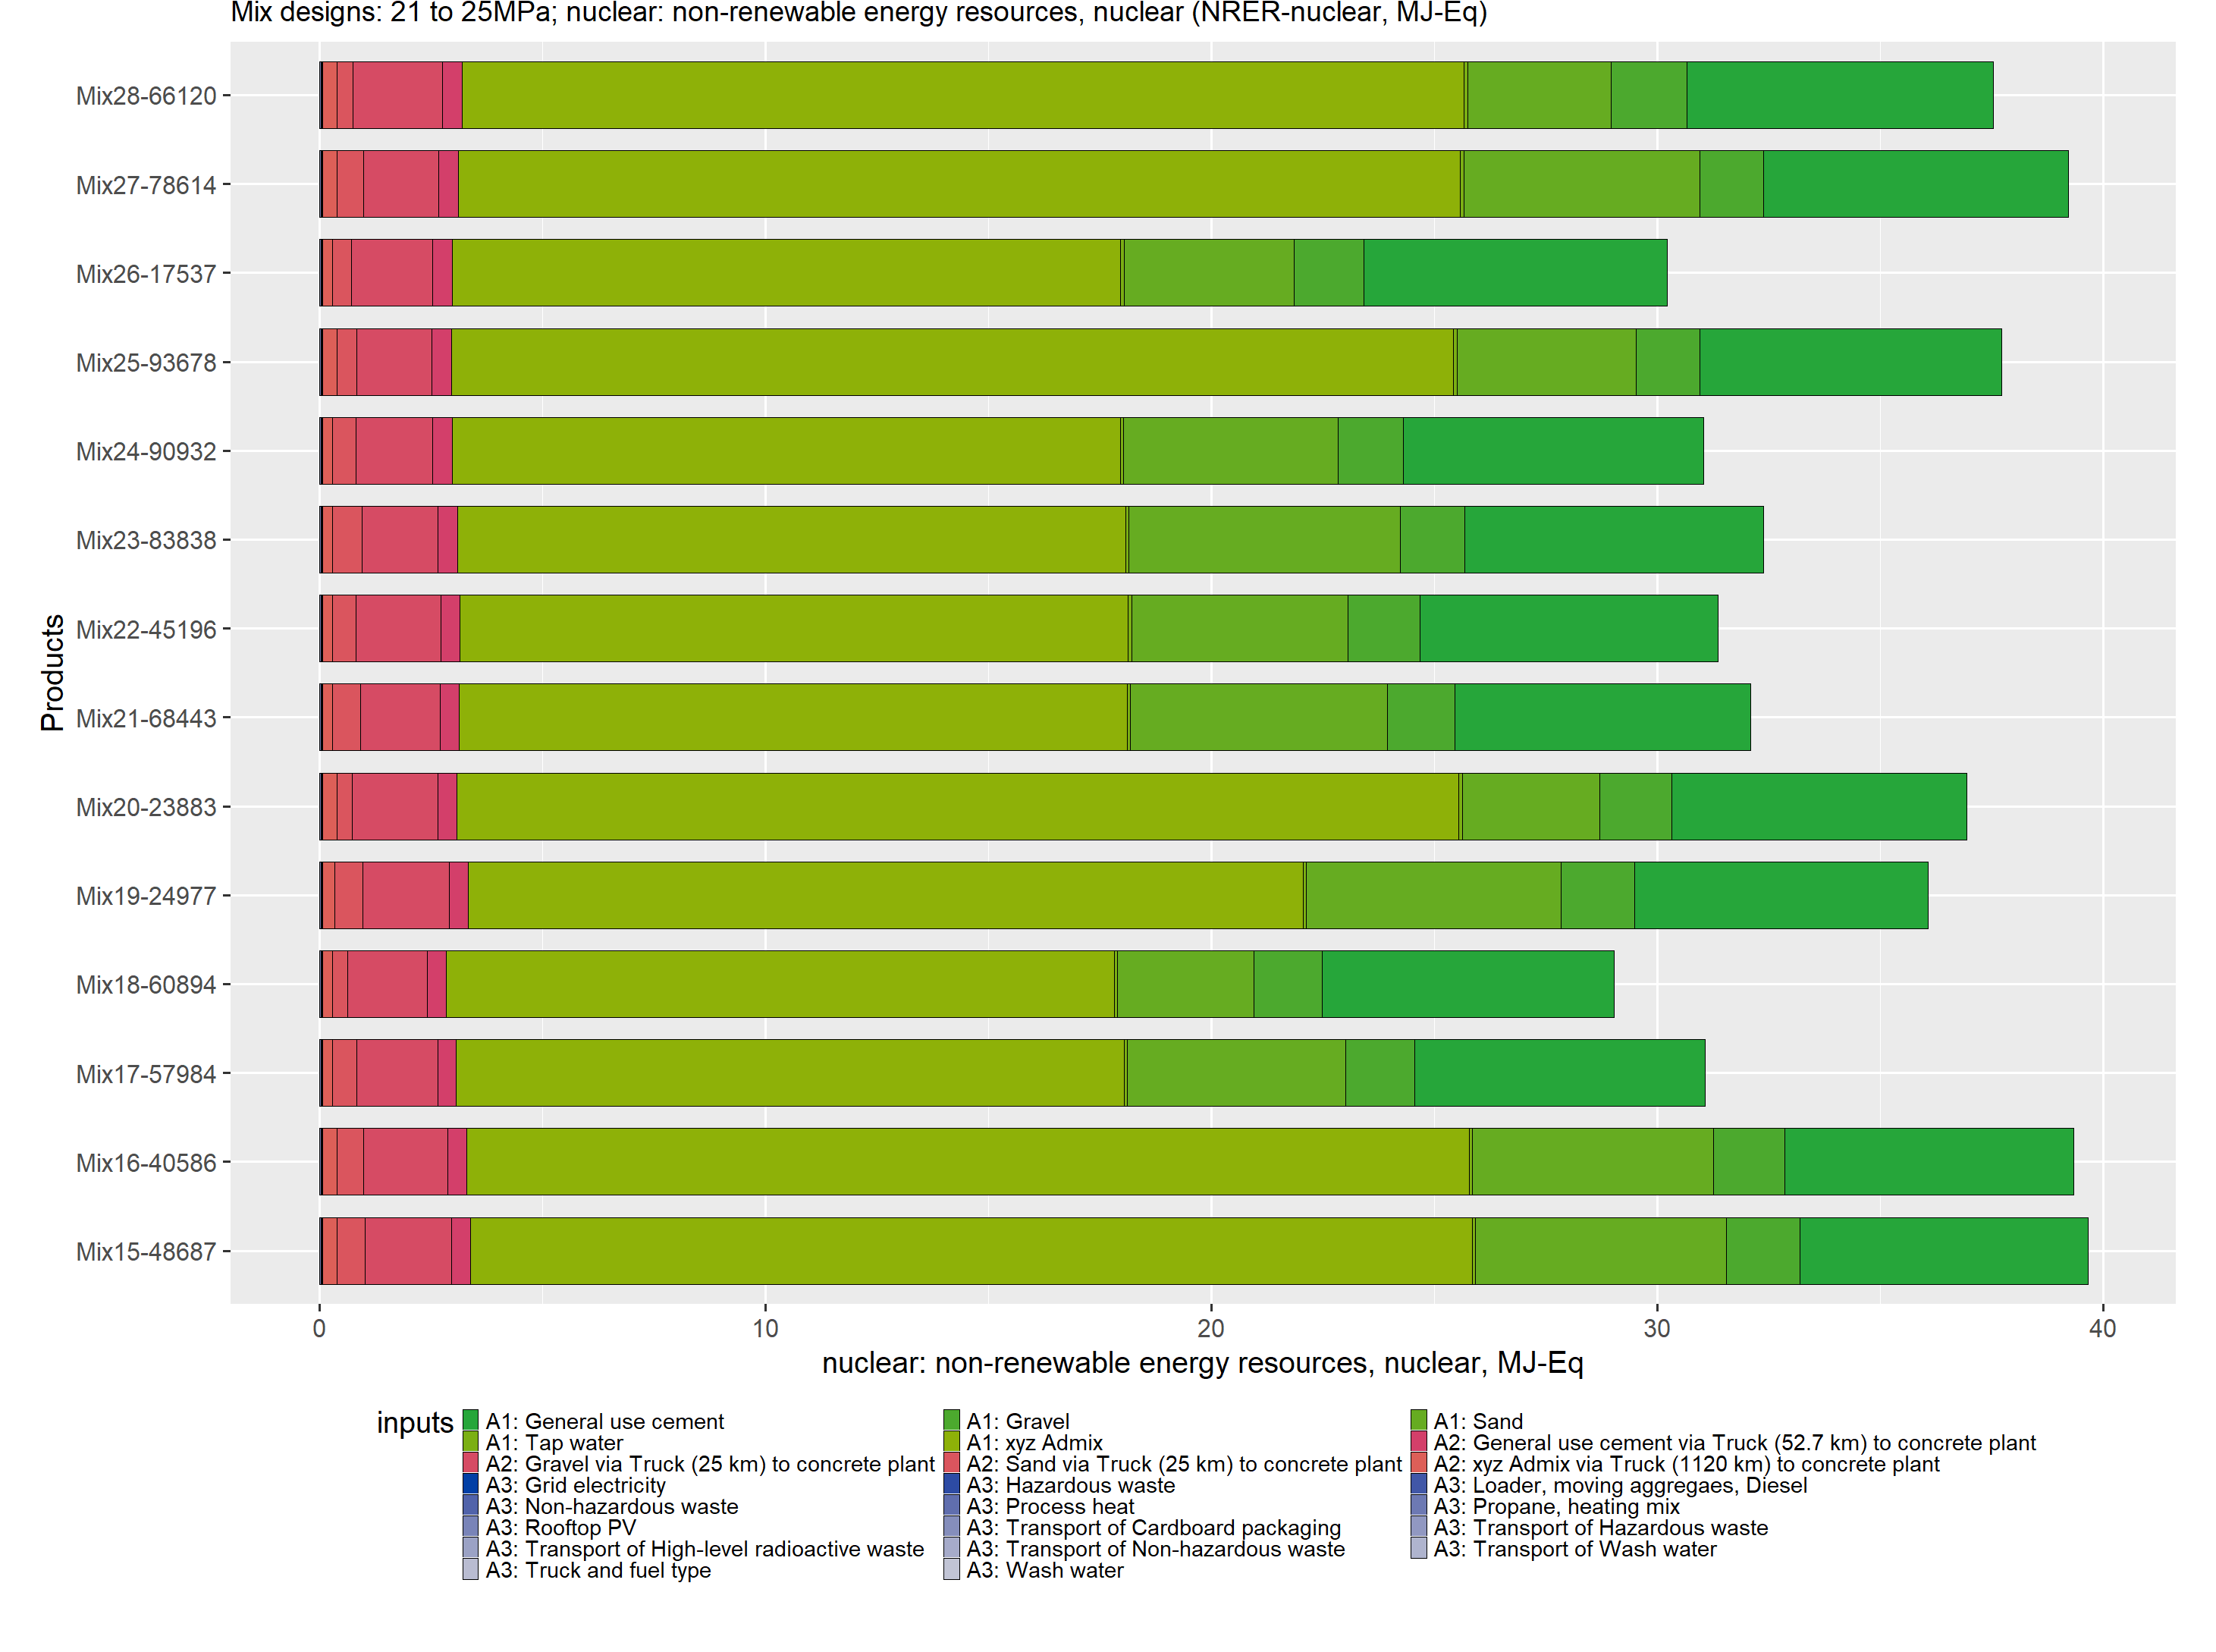 Mix designs: 21 to 25MPa; nuclear: non-renewable energy resources, nuclear (NRER-nuclear, MJ-Eq)
Products
Mix28-66120
Mix27-78614
Mix26-17537
Mix25-93678
Mix24-90932
Mix23-83838
Mix22-45196
Mix21-68443
Mix20-23883
Mix19-24977
Mix18-60894
Mix17-57984
Mix16-40586
Mix15-48687
0 10 20 30 40
nuclear: non-renewable energy resources, nuclear, MJ-Eq
inputs
A1: General use cement A1: Gravel A1: Sand
A1: Tap water A1: xyz Admix A2: General use cement via Truck (52.7 km) to concrete plant
A2: Gravel via Truck (25 km) to concrete plant A2: Sand via Truck (25 km) to concrete plant A2: xyz Admix via Truck (1120 km) to concrete plant
A3: Grid electricity A3: Hazardous waste A3: Loader, moving aggregaes, Diesel
A3: Non-hazardous waste A3: Process heat A3: Propane, heating mix
A3: Rooftop PV A3: Transport of Cardboard packaging A3: Transport of Hazardous waste
A3: Transport of High-level radioactive waste A3: Transport of Non-hazardous waste A3: Transport of Wash water
A3: Truck and fuel type A3: Wash water